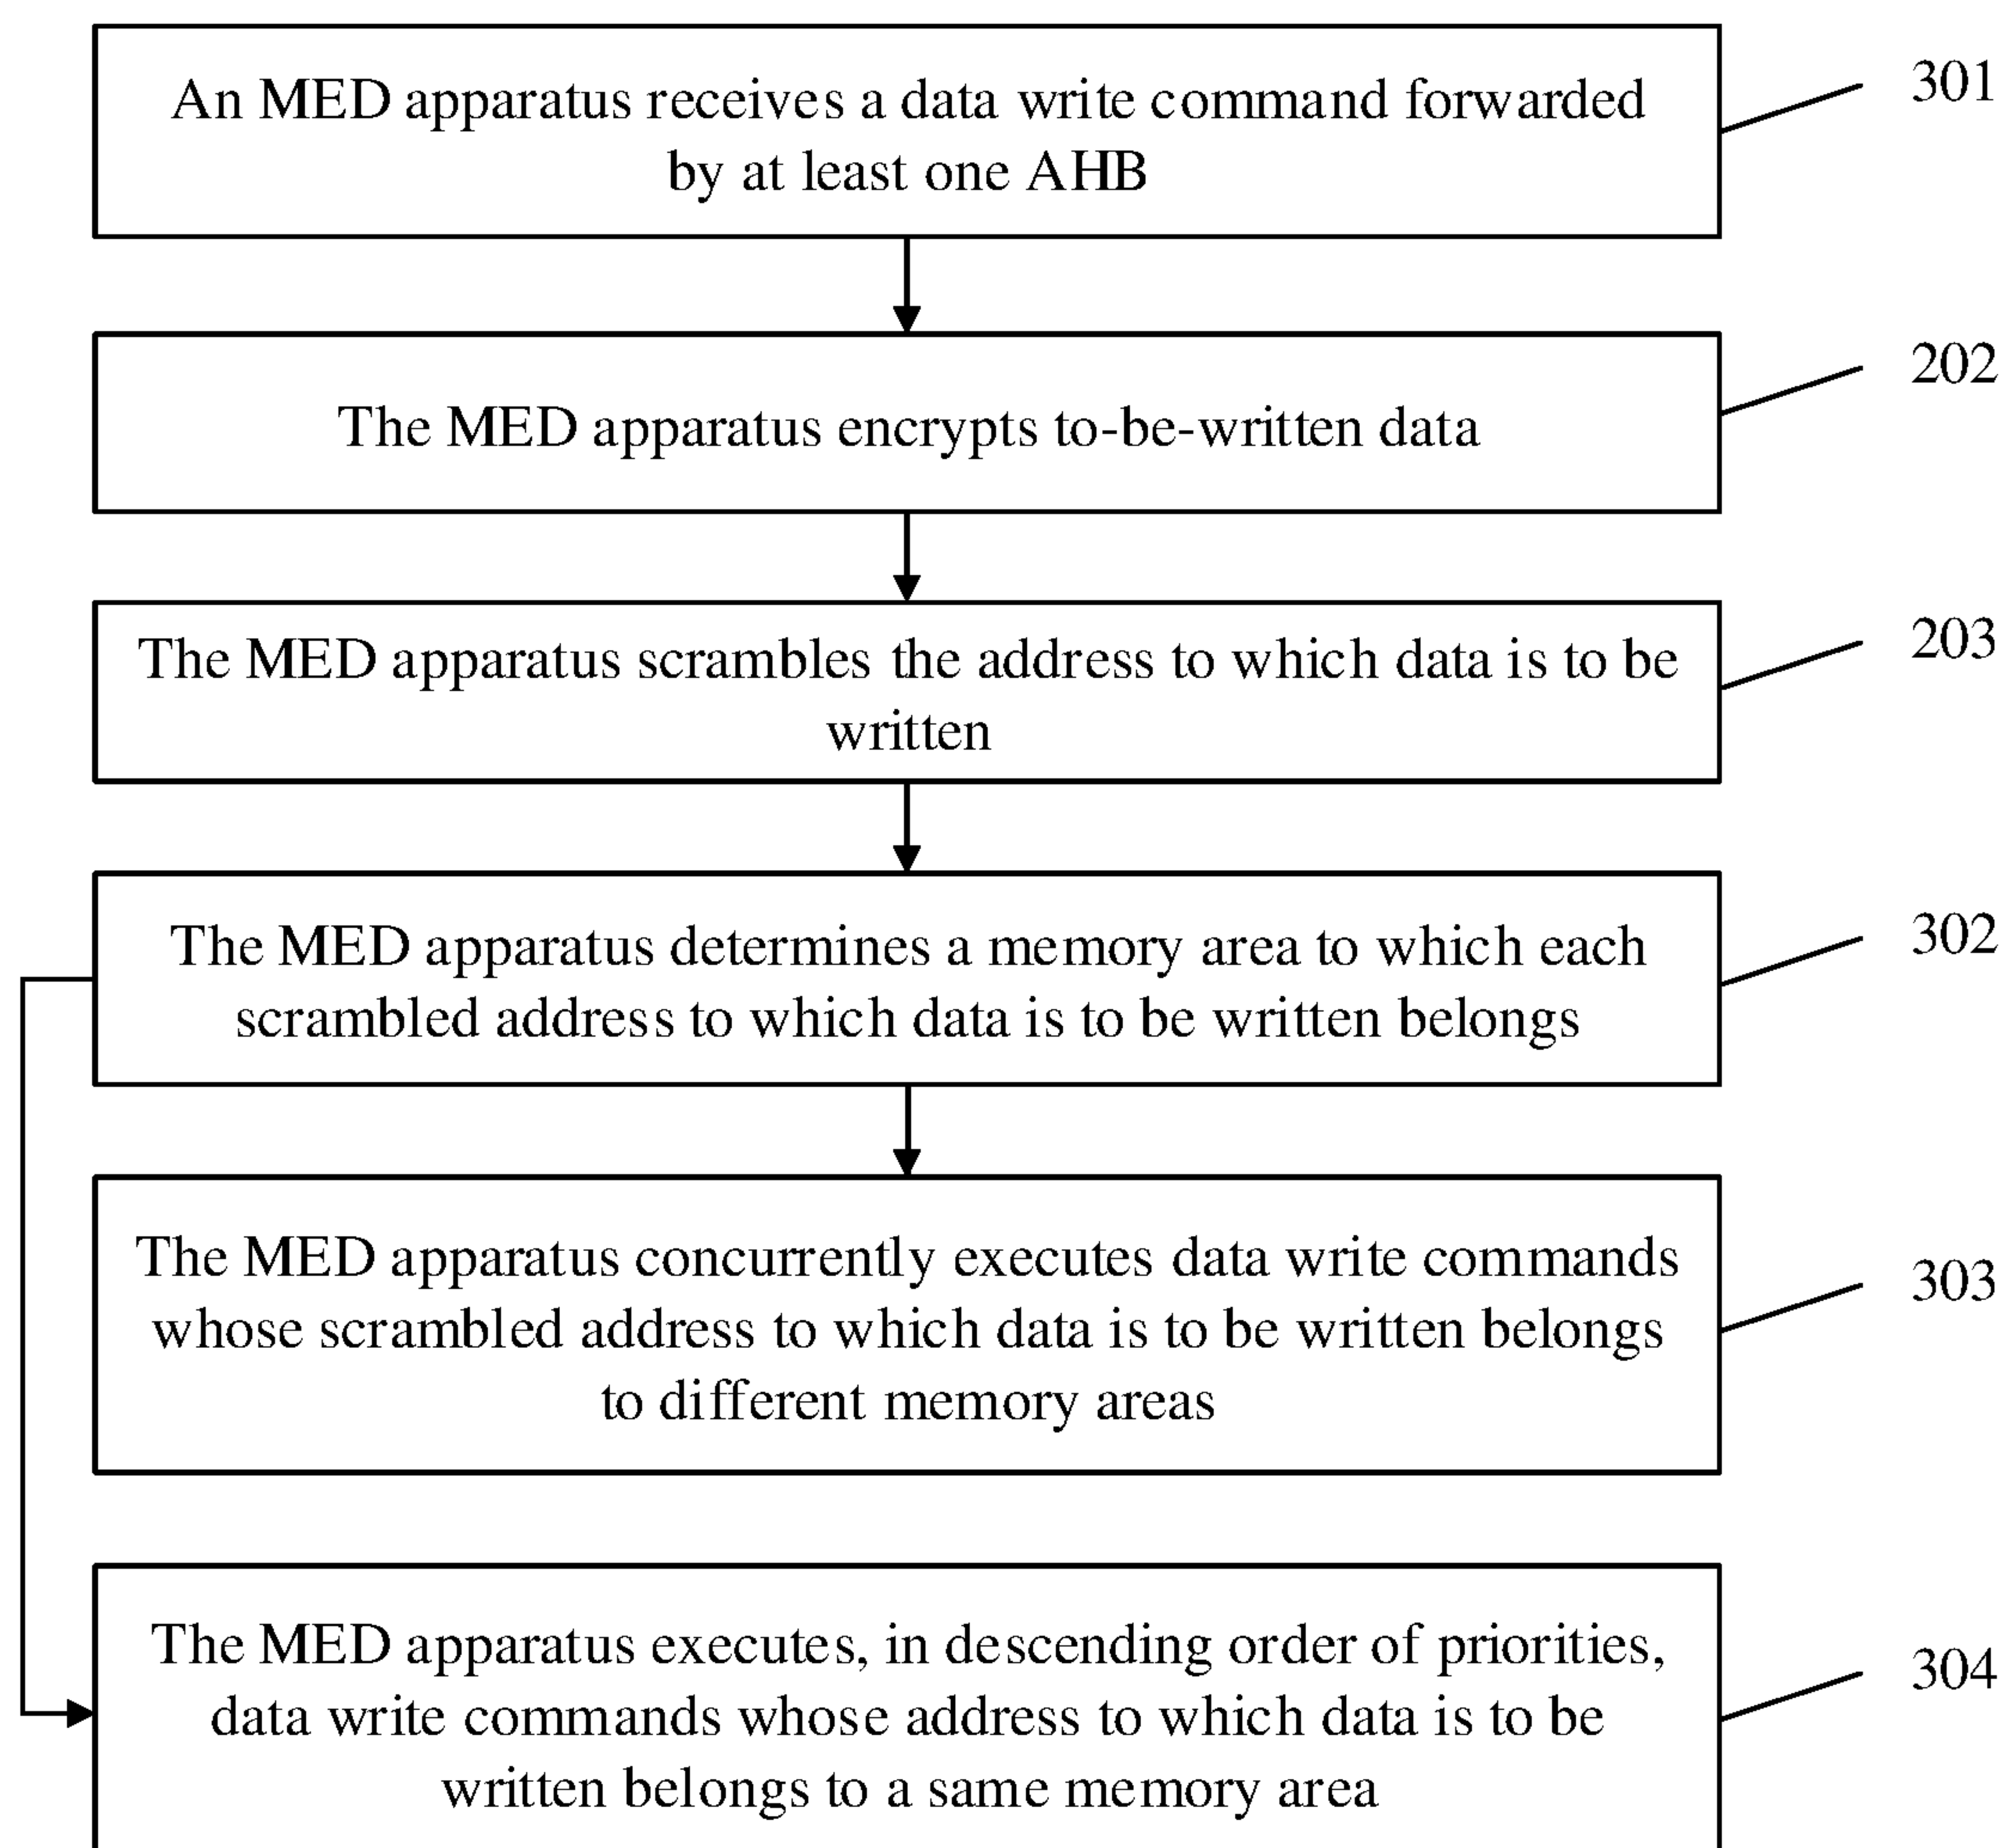 An MED apparatus receives a data write command forwarded
by at least one AHB
301
The MED apparatus encrypts to-be-written data
202
The MED apparatus scrambles the address to which data is to be
written
203
The MED apparatus determines a memory area to which each
scrambled address to which data is to be written belongs
302
The MED apparatus concurrently executes data write commands
whose scrambled address to which data is to be written belongs
to different memory areas
303
The MED apparatus executes, in descending order of priorities,
data write commands whose address to which data is to be
written belongs to a same memory area
304